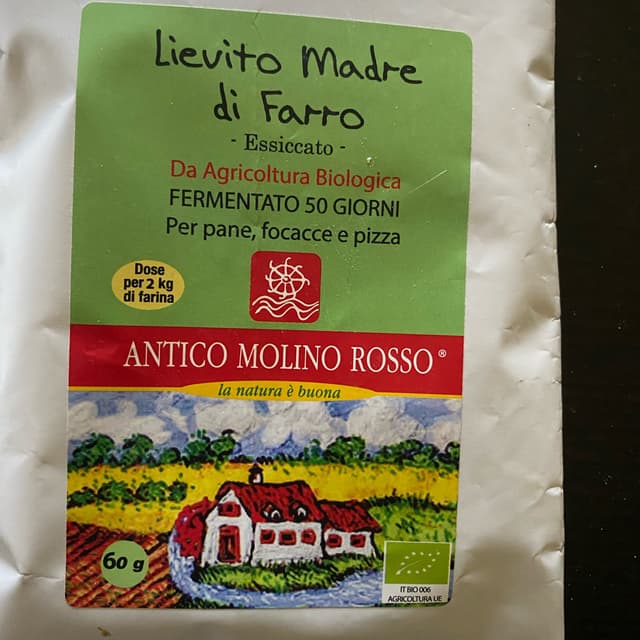 Lievito Madre
di Farro
- Essiccato -
Da Agricoltura Biologica
FERMENTATO 50 GIORNI
Per pane, focacce e pizza
Dose
per 2 kg
di farina
ANTICO MOLINO ROSSO®
la natura è buona
60 g
IT BIO 006
AGRICOLTURA UE